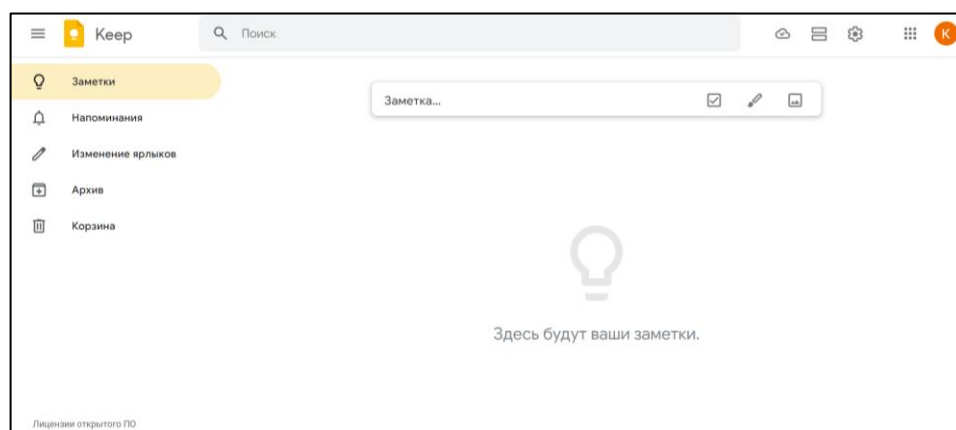 Keep
Поиск
K
Заметки
Заметка...
Напоминания
Изменение ярлыков
Архив
Корзина
Здесь будут ваши заметки.
Лицензии открытого ПО